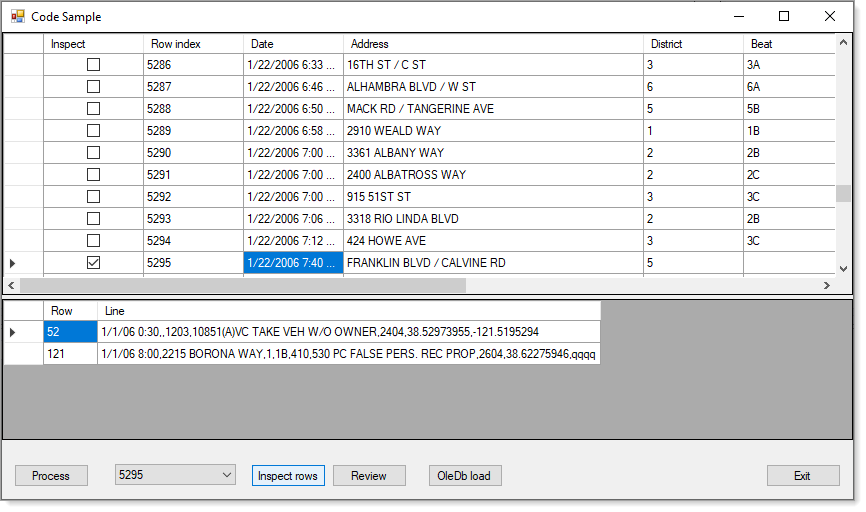 Code Sample
Inspect Row index Date Address District Beat
5286 1/22/2006 6:33 ... 16TH ST / C ST 3 3A
5287 1/22/2006 6:46 ... ALHAMBRA BLVD / W ST 6 6A
5288 1/22/2006 6:50 ... MACK RD / TANGERINE AVE 5 5B
5289 1/22/2006 6:58 ... 2910 WEALD WAY 1 1B
5290 1/22/2006 7:00 ... 3361 ALBANY WAY 2 2B
5291 1/22/2006 7:00 ... 2400 ALBATROSS WAY 2 2C
5292 1/22/2006 7:00 ... 915 51ST ST 3 3C
5293 1/22/2006 7:06 ... 3318 RIO LINDA BLVD 2 2B
5294 1/22/2006 7:12 ... 424 HOWE AVE 3 3C
5295 1/22/2006 7:40 ... FRANKLIN BLVD / CALVINE RD 5
Row Line
52 1/1/06 0:30,,1203,10851(A)VC TAKE VEH W/O OWNER,2404,38.52973955,-121.5195294
121 1/1/06 8:00,2215 BORONA WAY,1,1B,410,530 PC FALSE PERS. REC PROP,2604,38.62275946,qqqq
Process 5295 Inspect rows Review OleDb load Exit